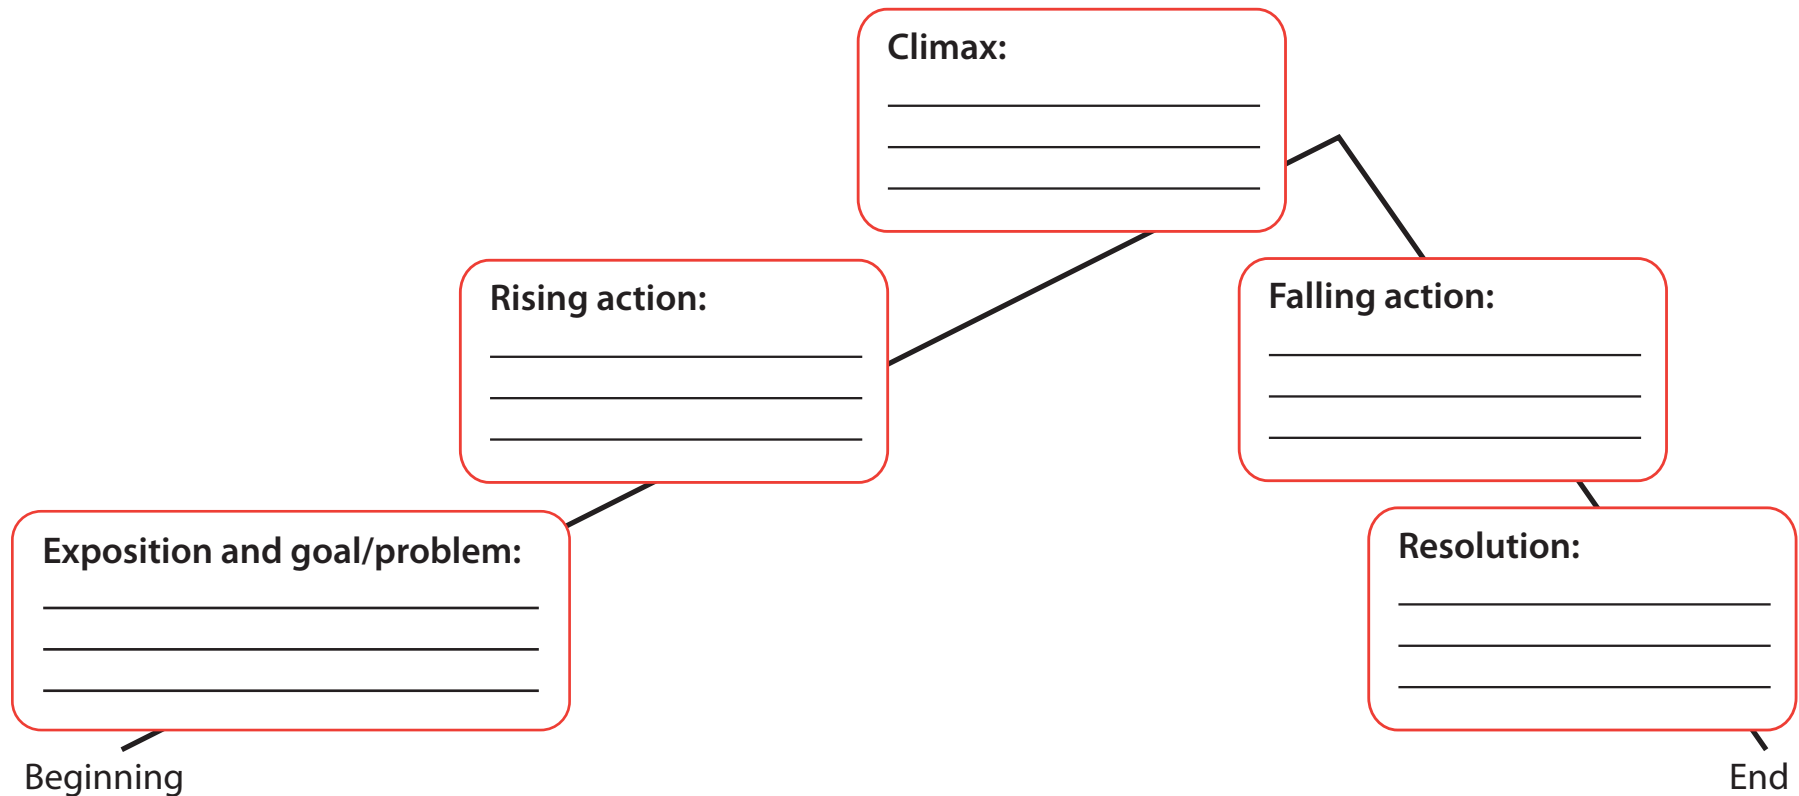 Climax:
Rising action:
Falling action:
Exposition and goal/problem:
Resolution:
Beginning
End